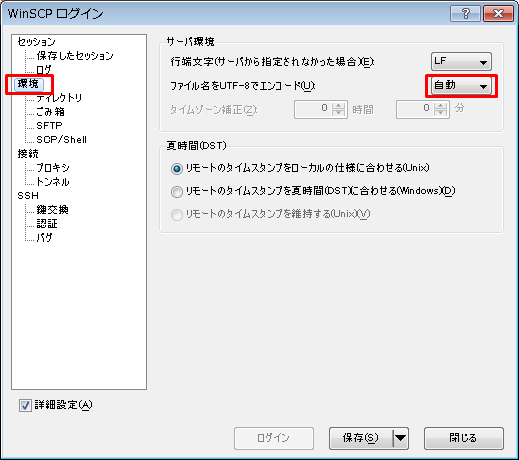 WinSCP ログイン
セッション
保存したセッション
ログ
環境
ディレクトリ
ごみ箱
SFTP
SCP/Shell
接続
プロキシ
トンネル
SSH
鍵交換
認証
バグ
サーバ環境
行端文字(サーバから指定されなかった場合)(E):
LF
ファイル名をUTF-8でエンコード(U):
自動
タイムゾーン補正(Z):
0 時間 0 分
夏時間(DST)
リモートのタイムスタンプをローカルの仕様に合わせる(Unix)
リモートのタイムスタンプを夏時間(DST)に合わせる(Windows)(D)
リモートのタイムスタンプを維持する(Unix)(V)
詳細設定(A)
ログイン 保存(S) 閉じる